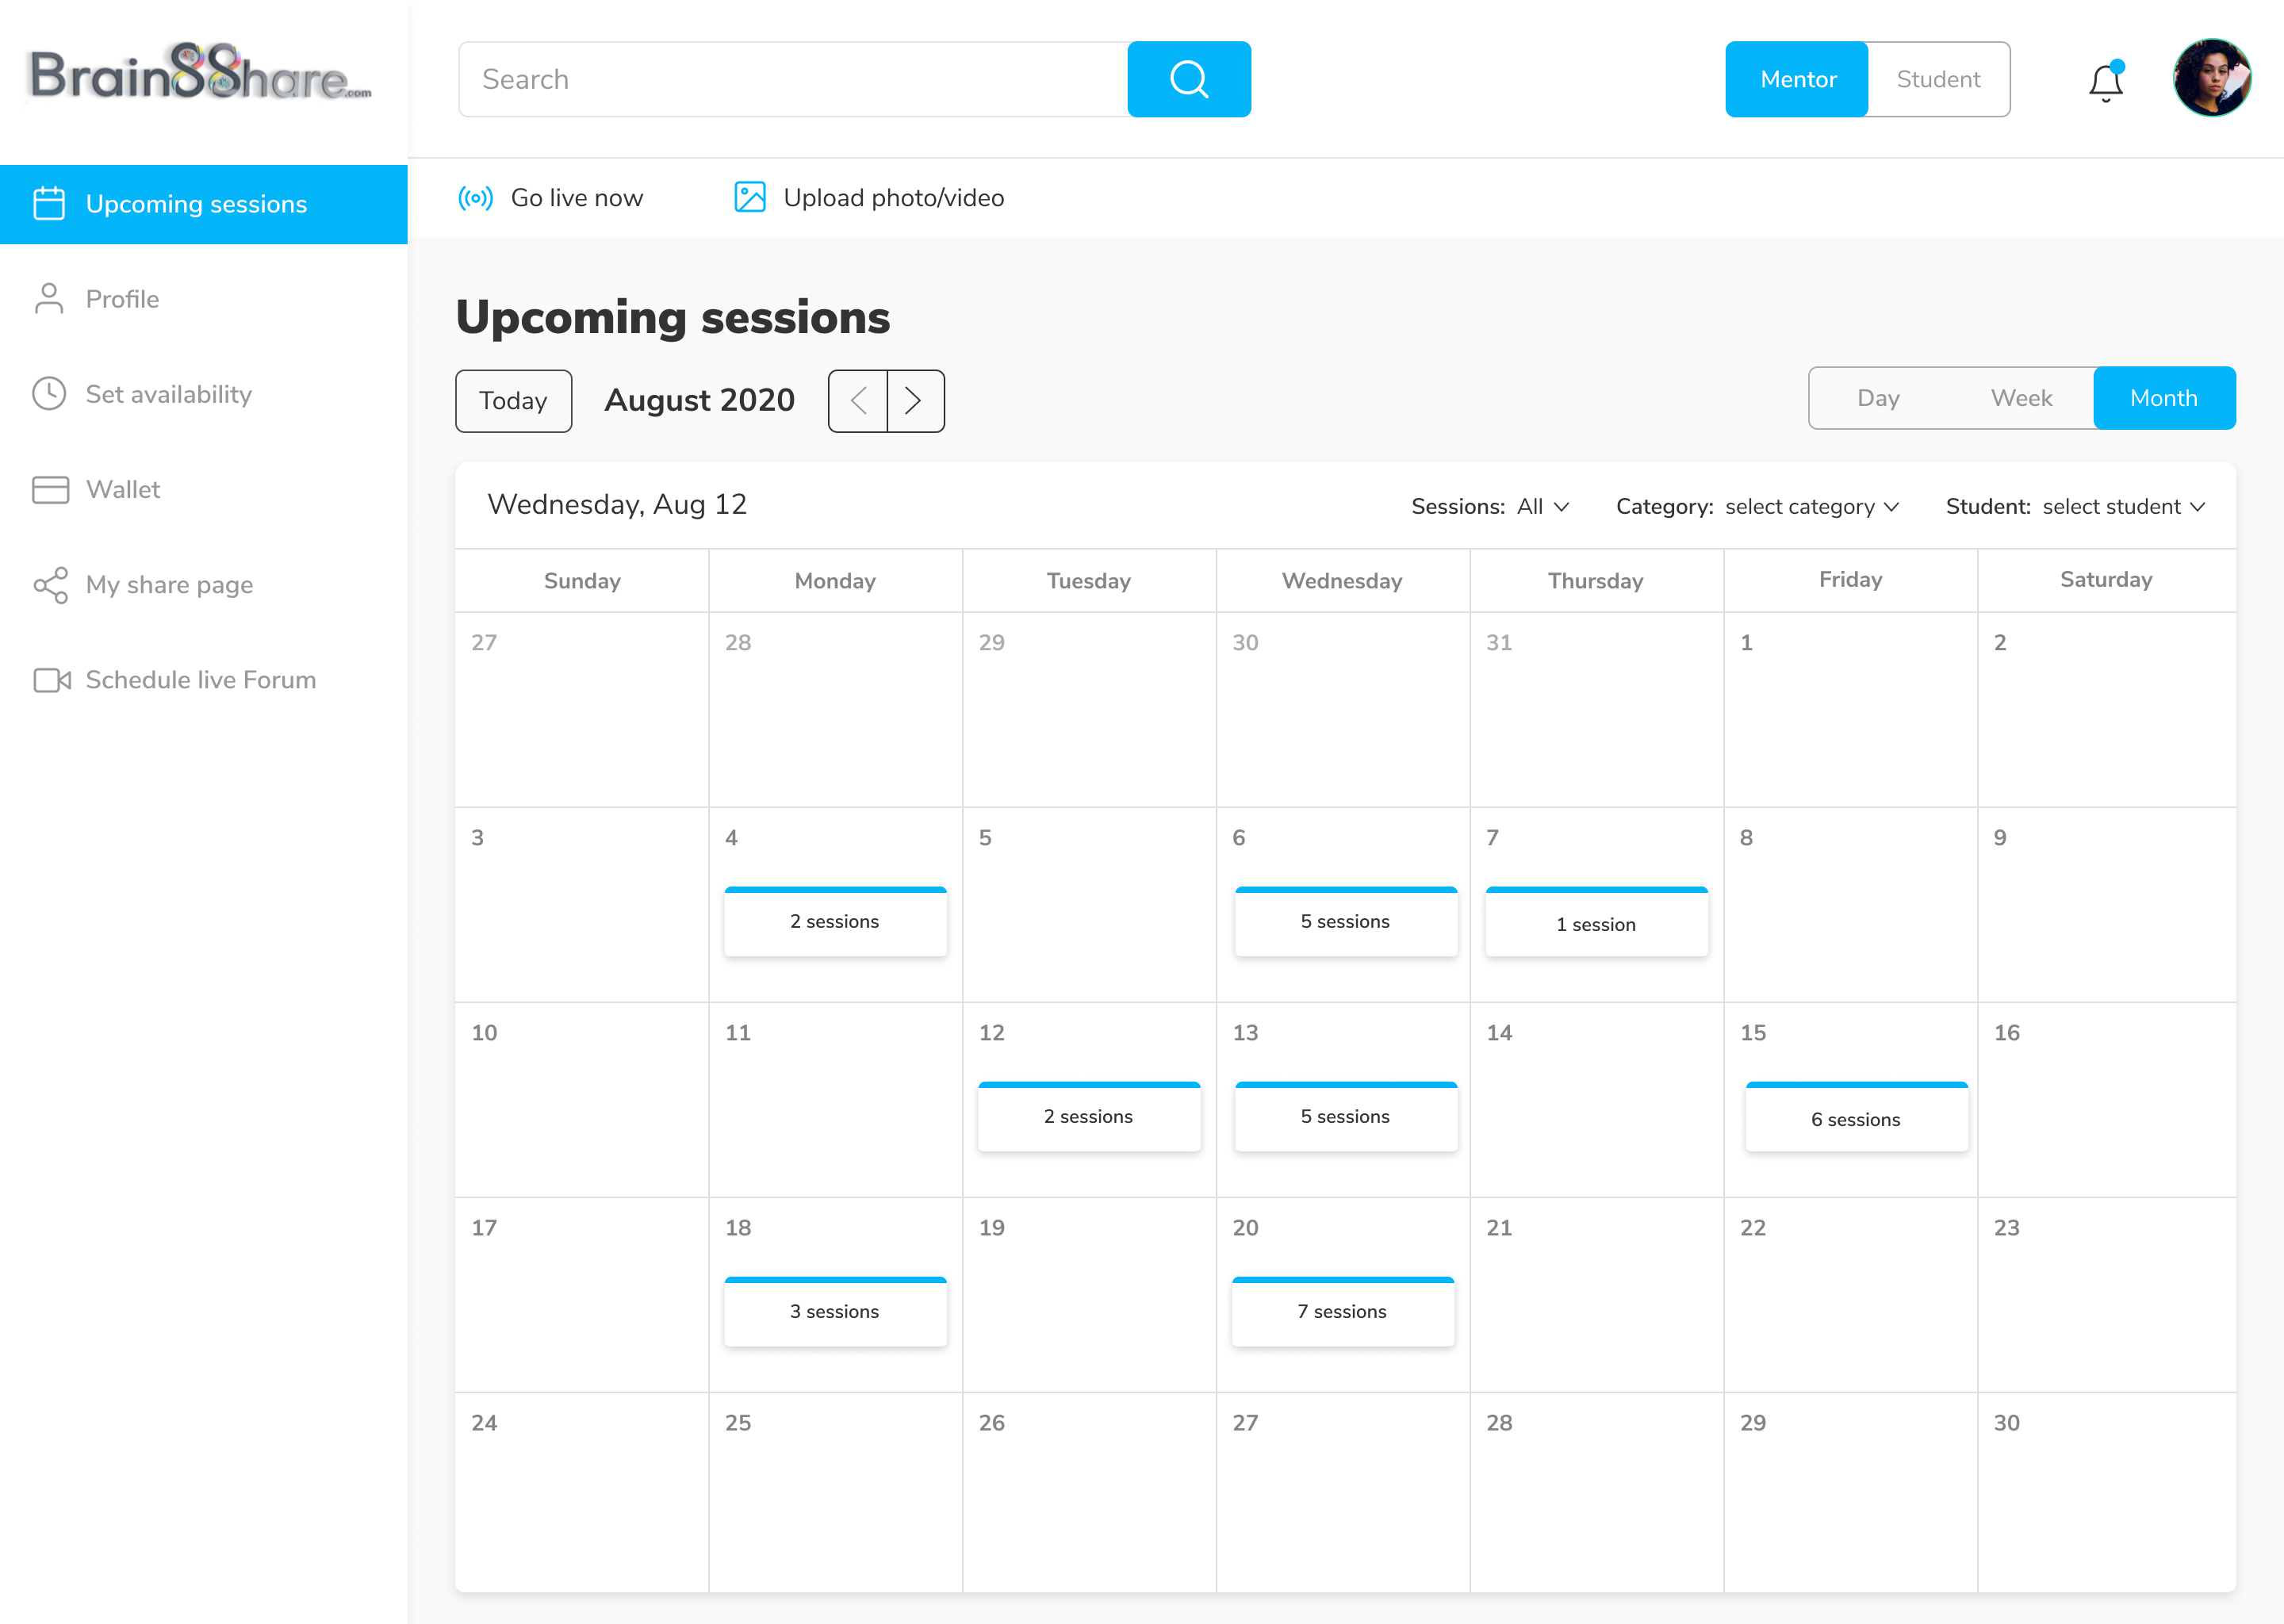 Brain88hare.com
Search
Mentor Student
Upcoming sessions
Go live now Upload photo/video
Profile
Set availability
Wallet
My share page
Schedule live Forum
Upcoming sessions
Today August 2020 Day Week Month
Wednesday, Aug 12 Sessions: All Category: select category Student: select student
Sunday Monday Tuesday Wednesday Thursday Friday Saturday
27 28 29 30 31 1 2
3 4 5 6 7 8 9
2 sessions 5 sessions 1 session
10 11 12 13 14 15 16
2 sessions 5 sessions 6 sessions
17 18 19 20 21 22 23
3 sessions 7 sessions
24 25 26 27 28 29 30